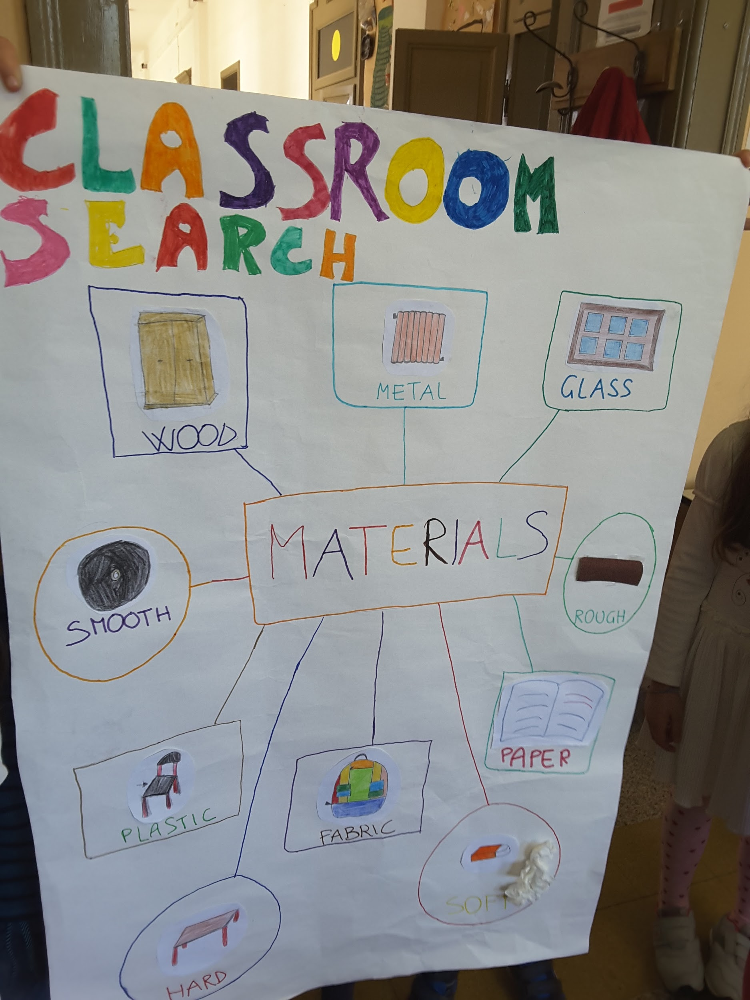 CLASSROOM
SEARCH
WOOD
METAL
GLASS
MATERIALS
SMOOTH
ROUGH
PAPER
PLASTIC
FABRIC
SOFT
HARD